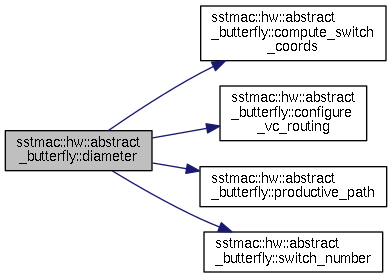 sstmac::hw::abstract
_butterfly::compute_switch
_coords
sstmac::hw::abstract
_butterfly::configure
_vc_routing
sstmac::hw::abstract
_butterfly::diameter
sstmac::hw::abstract
_butterfly::productive_path
sstmac::hw::abstract
_butterfly::switch_number